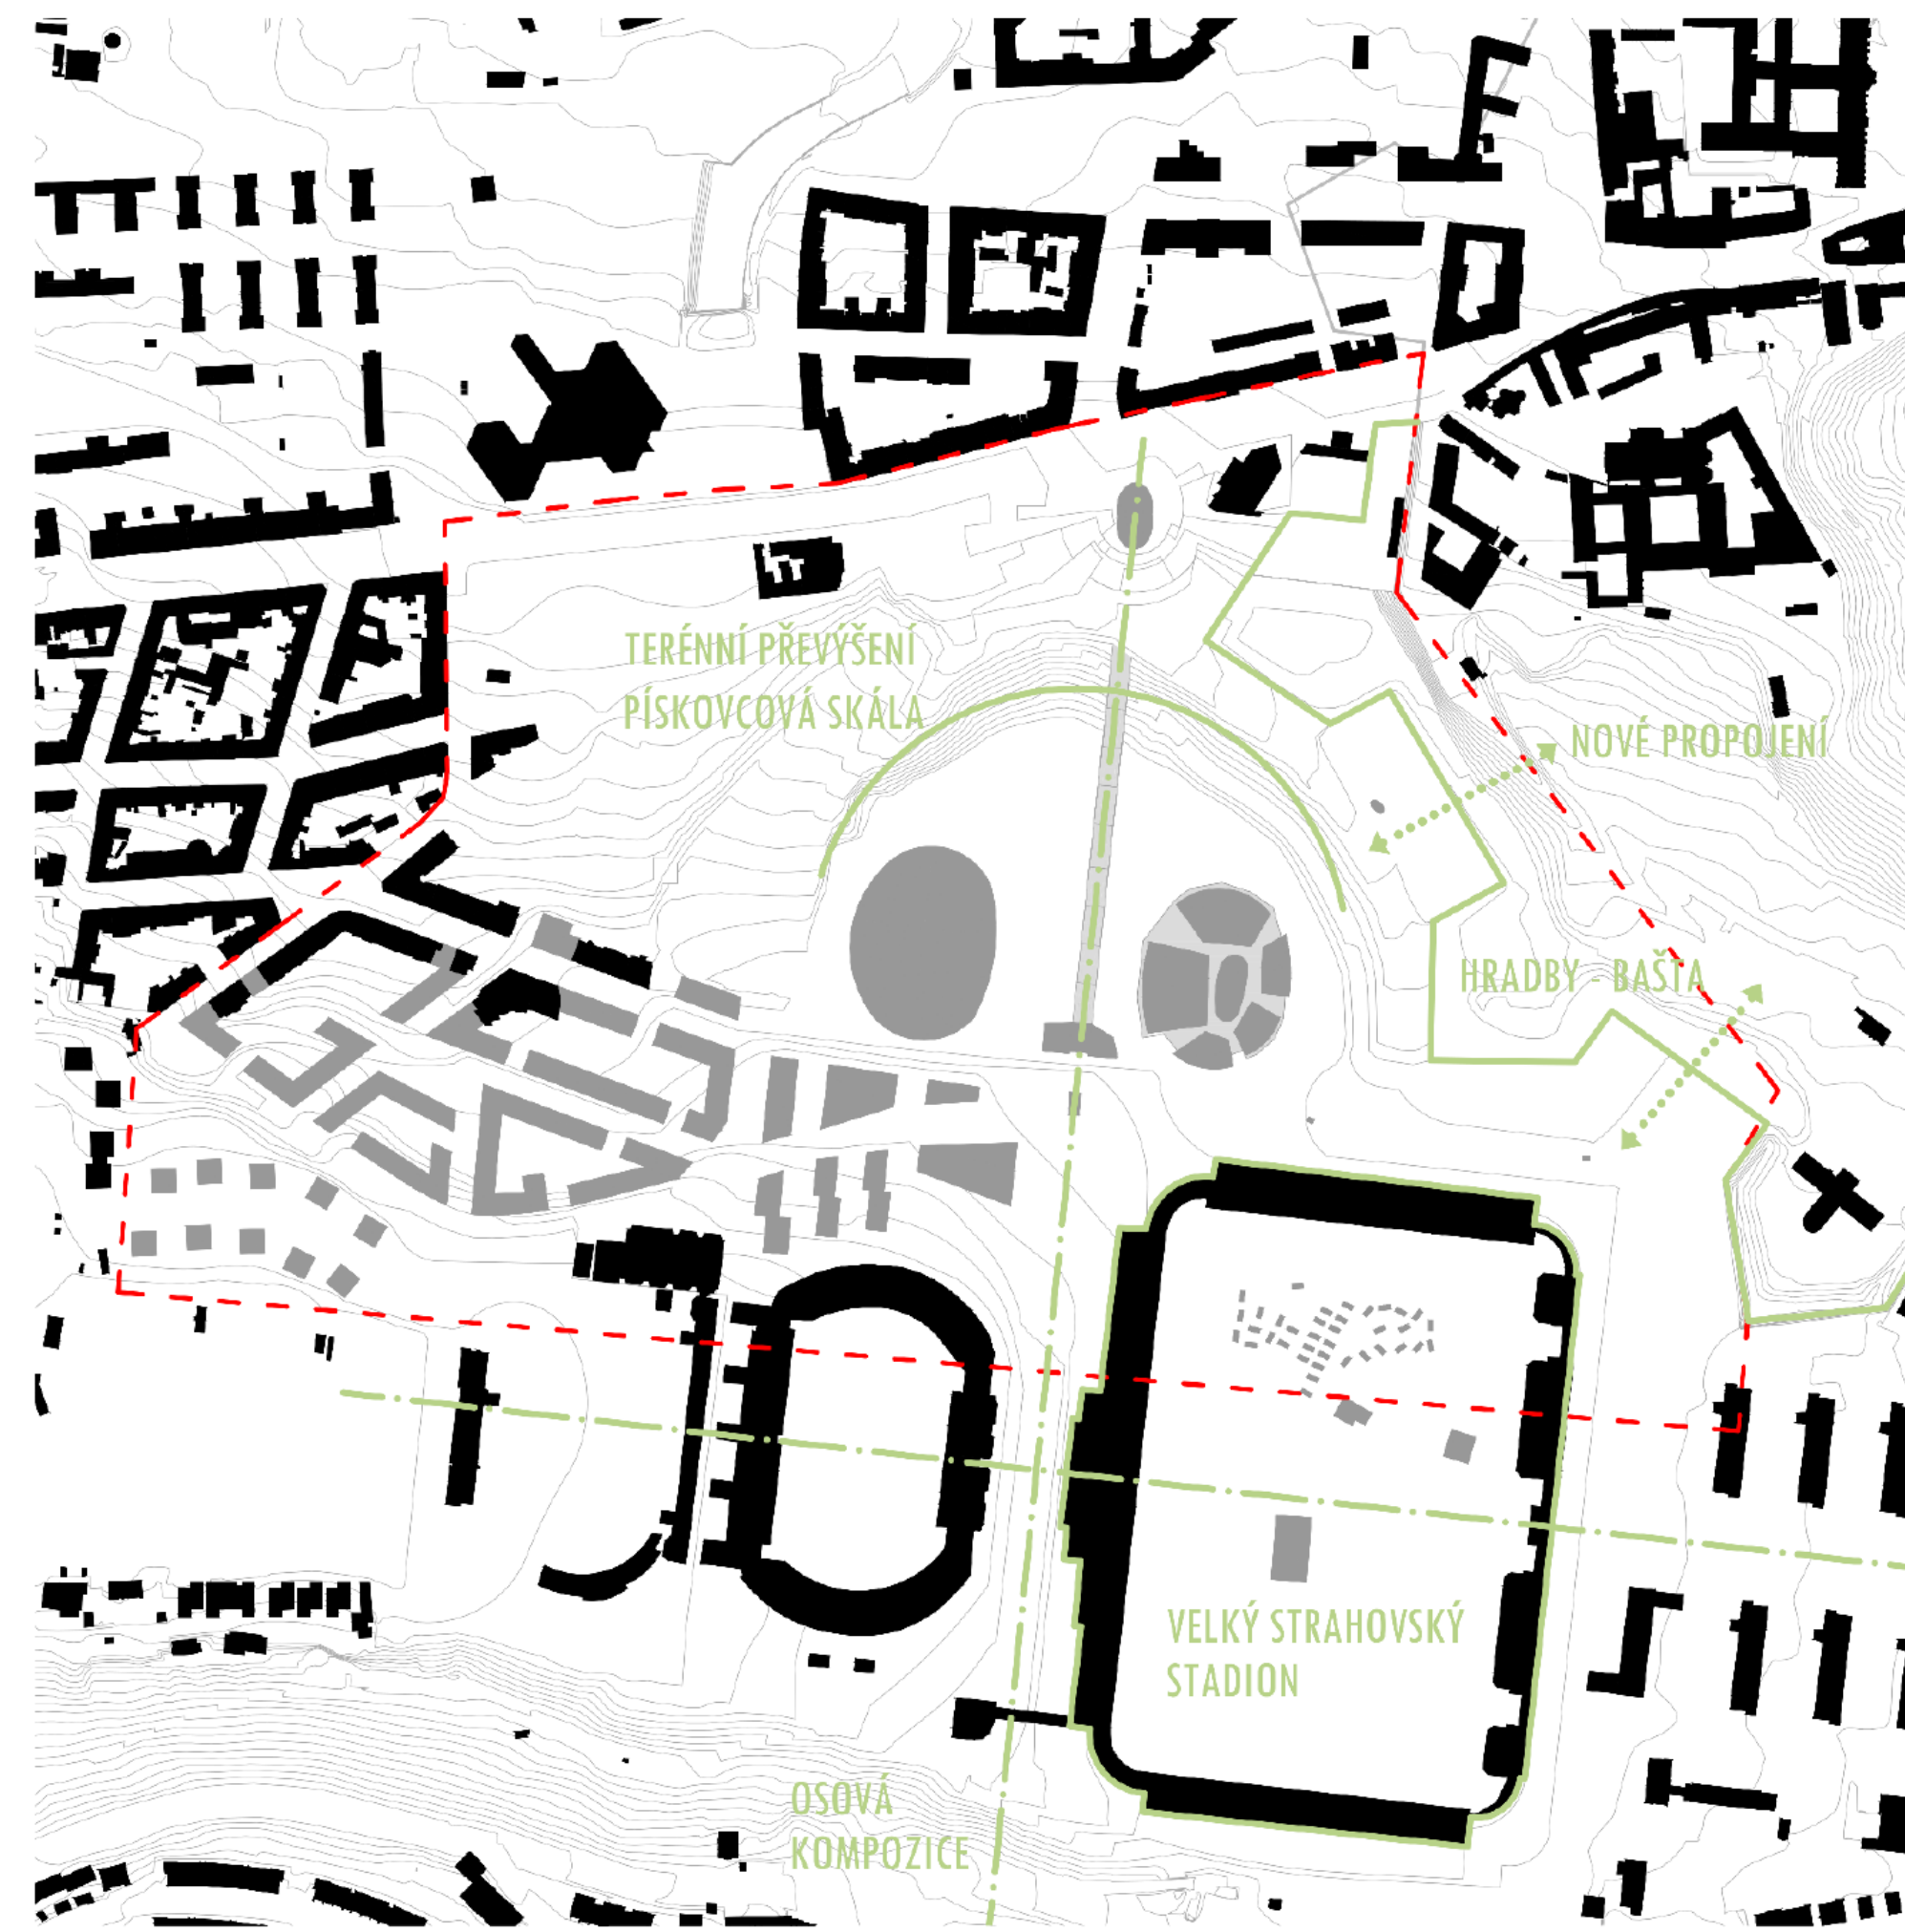 TERÉNNÍ PŘEVÝŠENÍ
PÍSKOVCOVÁ SKÁLA
NOVÉ PROPOJENÍ
HRADBY - BAŠTA
VELKÝ STRAHOVSKÝ
STADION
OSOVÁ
KOMPOZICE